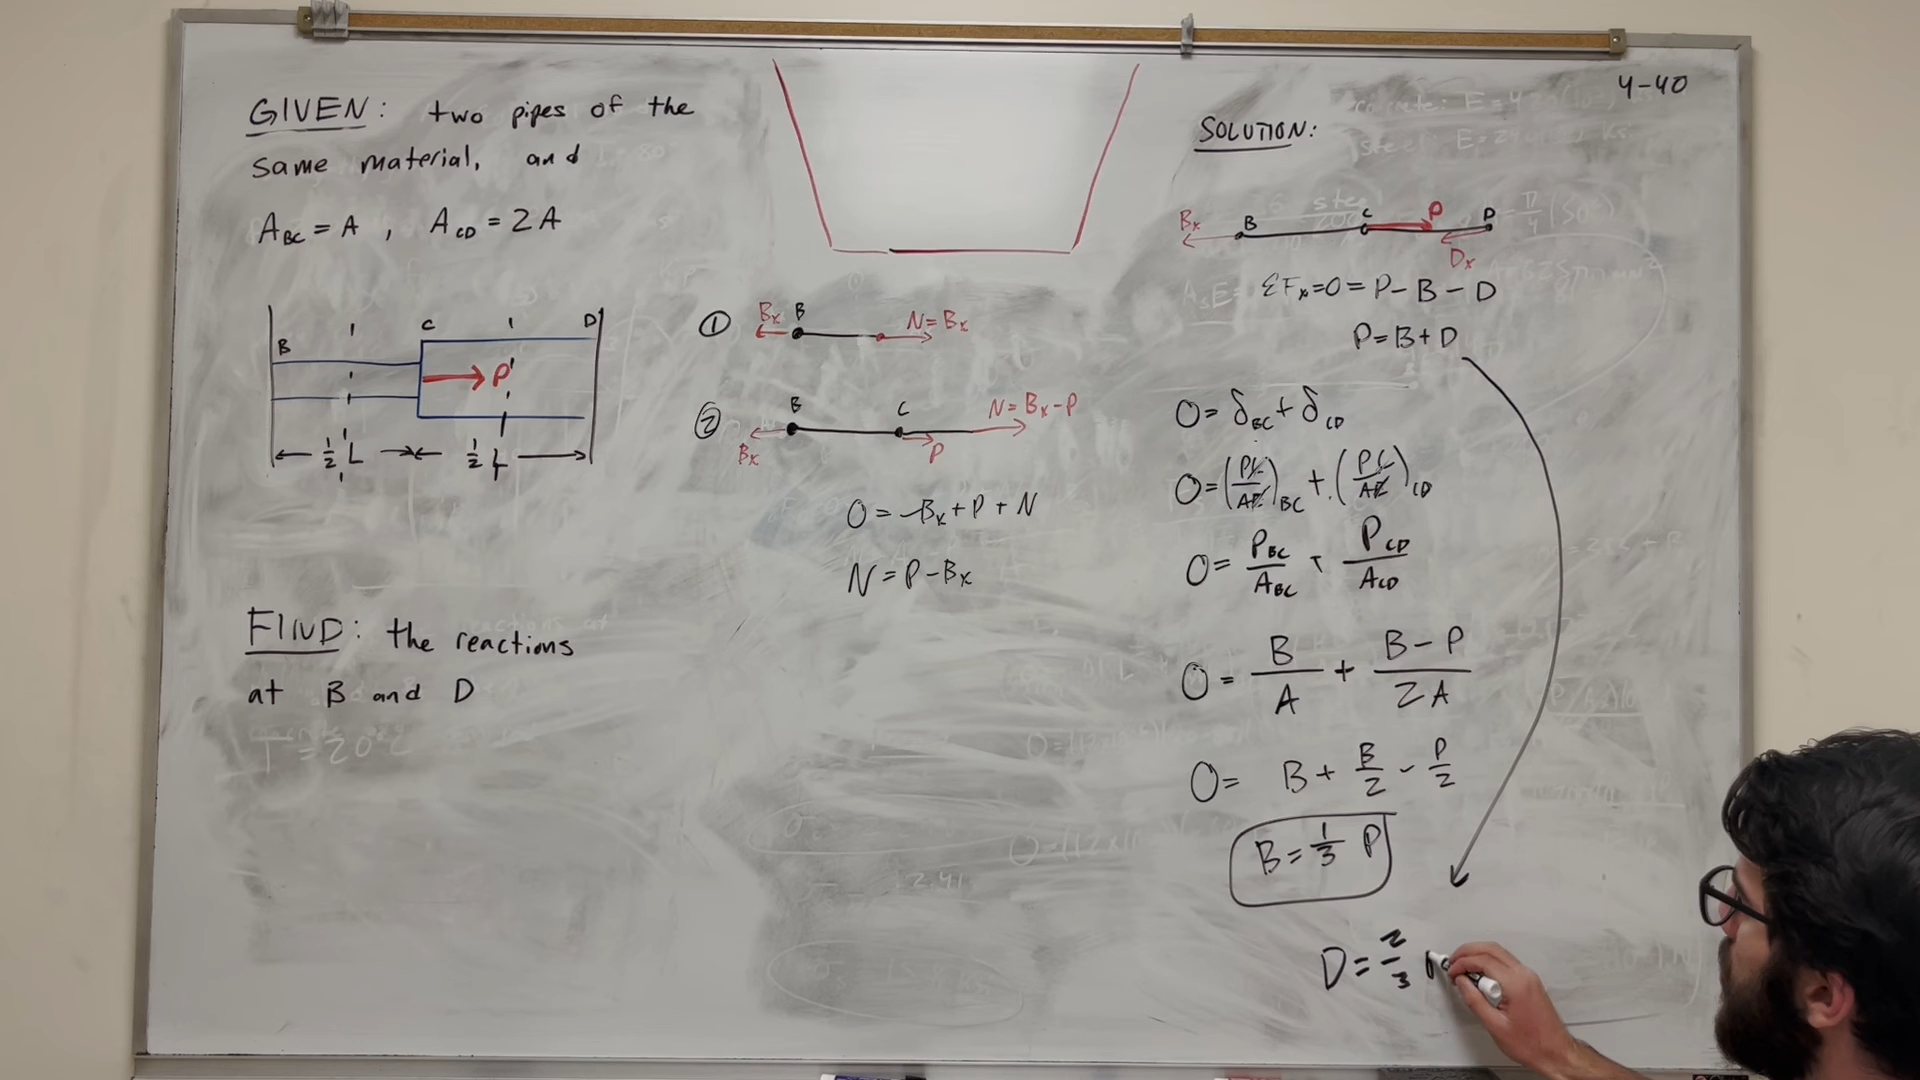 4-40
GIVEN: two pipes of the
same material, and
A_BC = A , A_CD = 2A
B C D
P
1/2 L 1/2 L
FIND: the reactions
at B and D
① Bx B N=Bx
② B C N=Bx-P
Bx P
0 = -Bx+P+N
N = P-Bx
SOLUTION:
Bx B C P D
Dx
ΣFx=0=P-B-D
P=B+D
0=δ_BC+δ_CD
0=(PL/AE)_BC+(PL/AE)_CD
0=P_BC/A_BC+P_CD/A_CD
0=B/A+(B-P)/2A
0= B+B/2-P/2
B=1/3 P
D=2/3